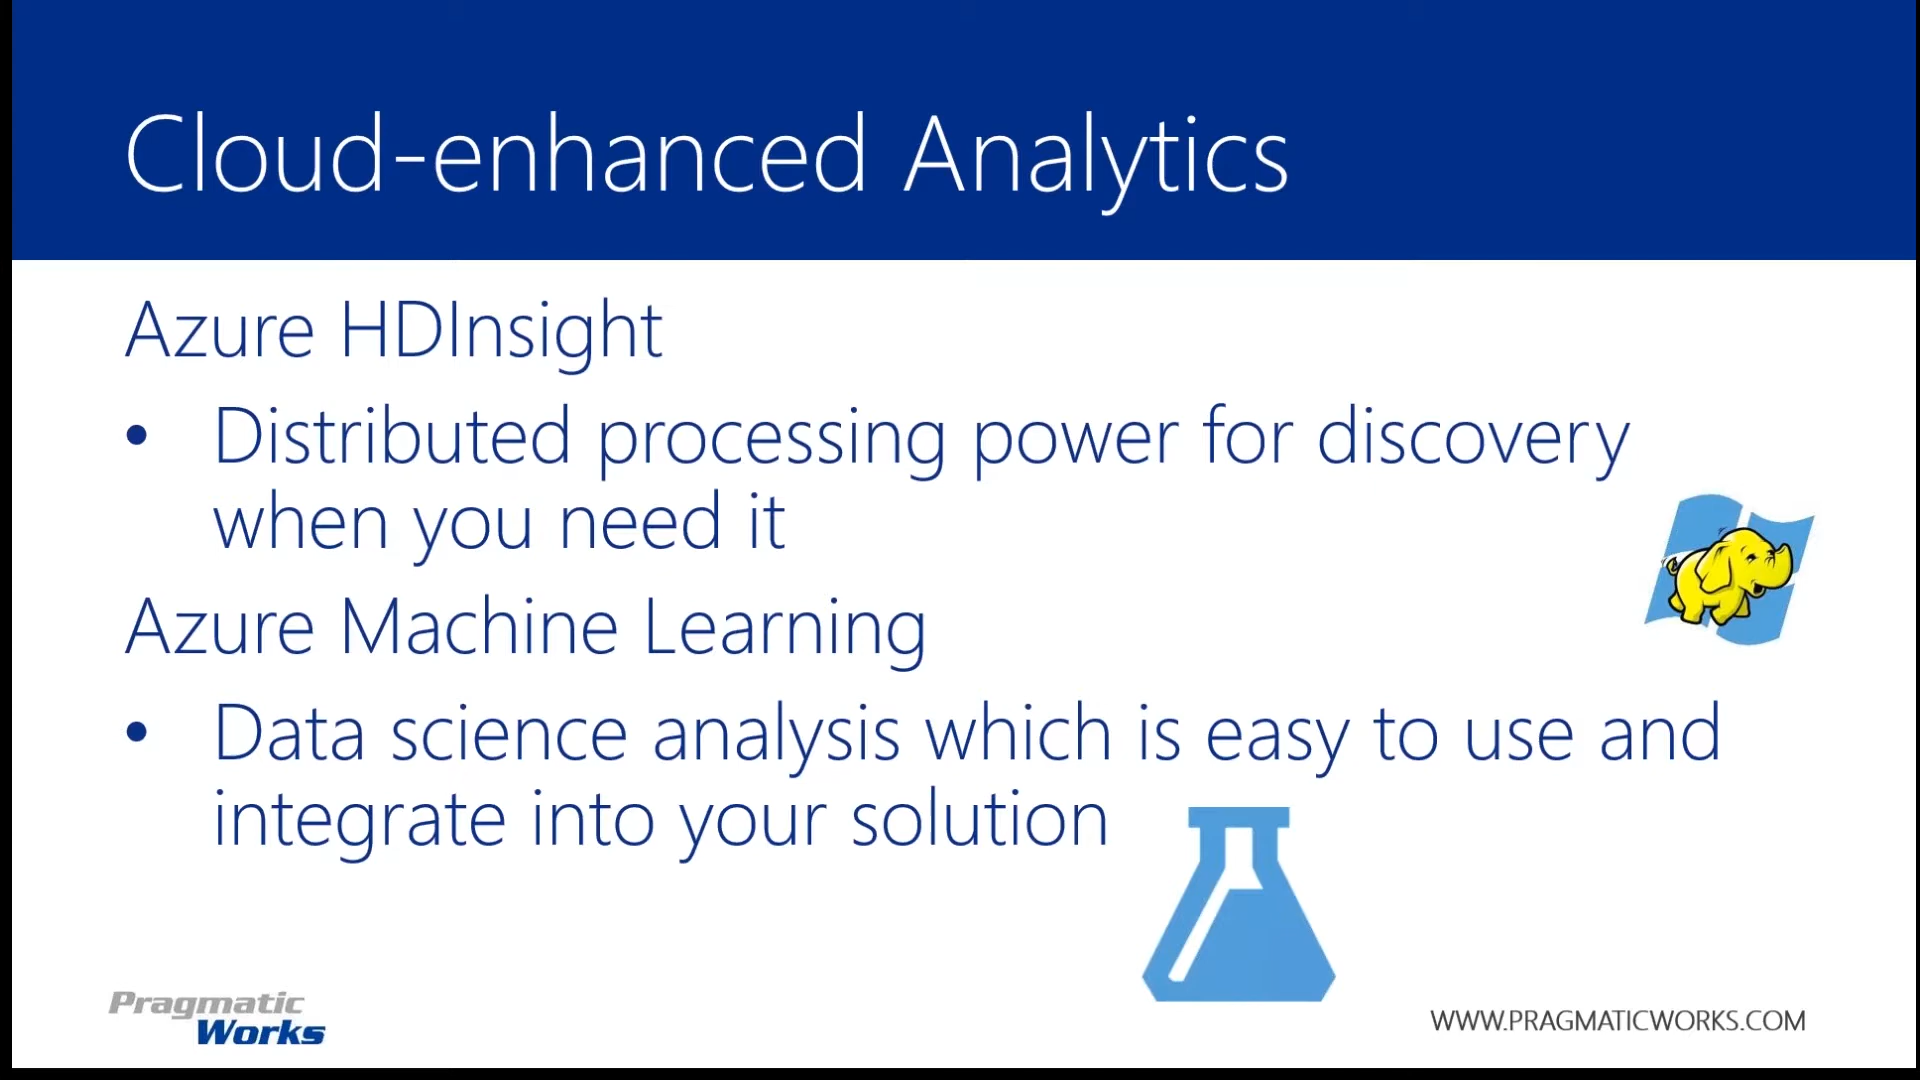 Cloud-enhanced Analytics
Azure HDInsight
• Distributed processing power for discovery
when you need it
Azure Machine Learning
• Data science analysis which is easy to use and
integrate into your solution
Pragmatic
Works
WWW.PRAGMATICWORKS.COM